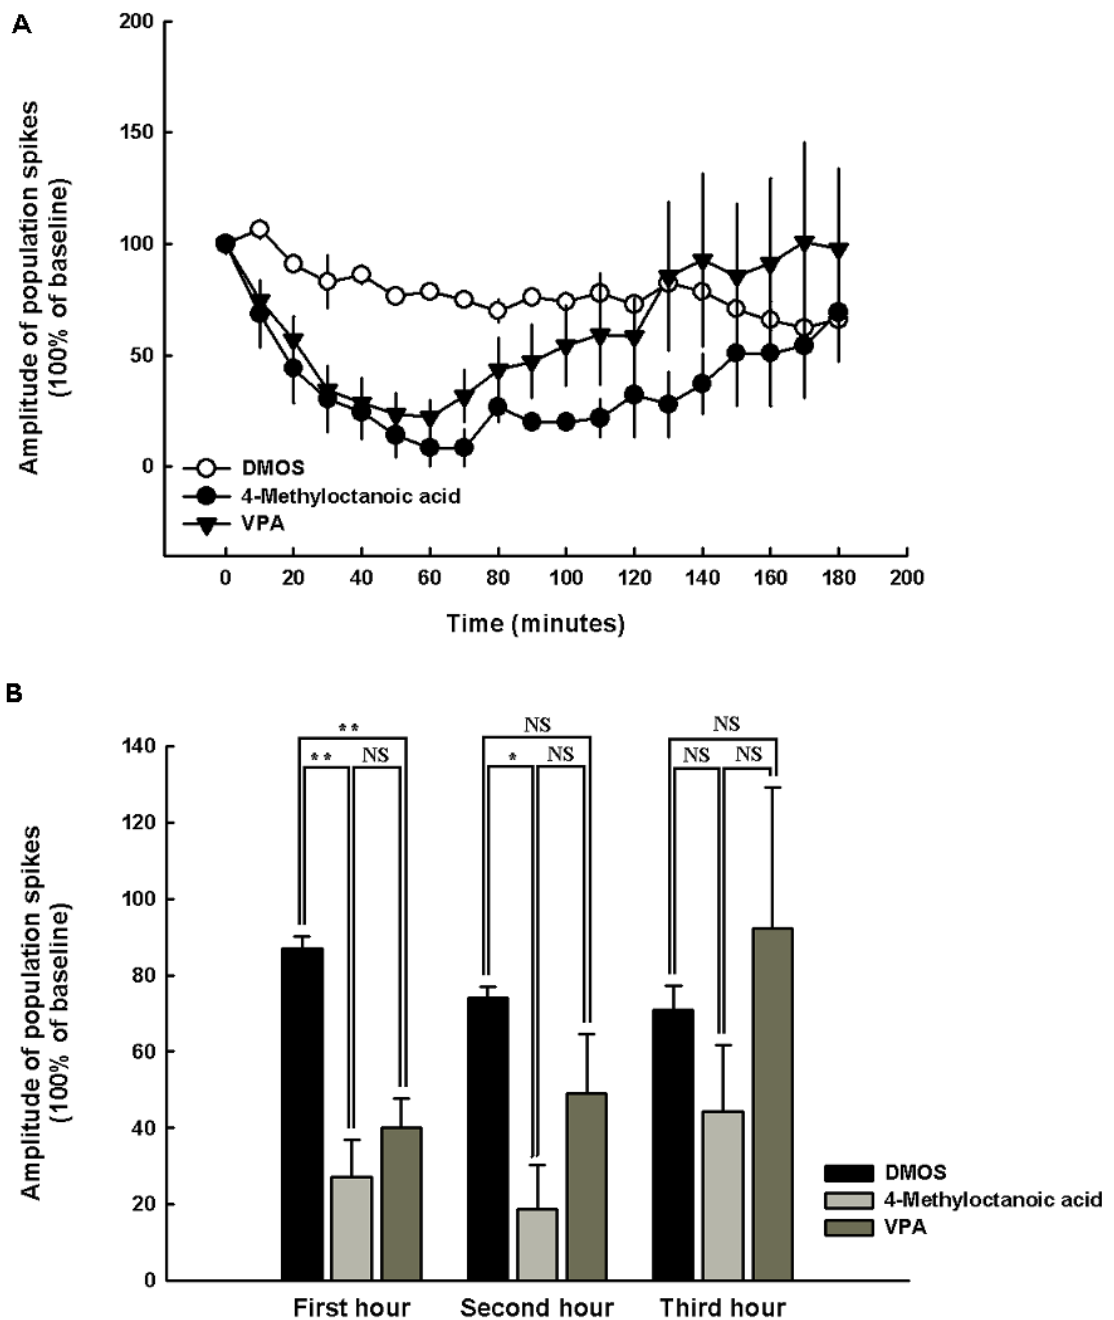 A
200
150
100
50
0
Amplitude of population spikes
(100% of baseline)
DMOS
4-Methyloctanoic acid
VPA
0 20 40 60 80 100 120 140 160 180 200
Time (minutes)
B
** NS NS
** NS * NS NS NS
140
120
100
80
60
40
20
0
Amplitude of population spikes
(100% of baseline)
DMOS
4-Methyloctanoic acid
VPA
First hour Second hour Third hour